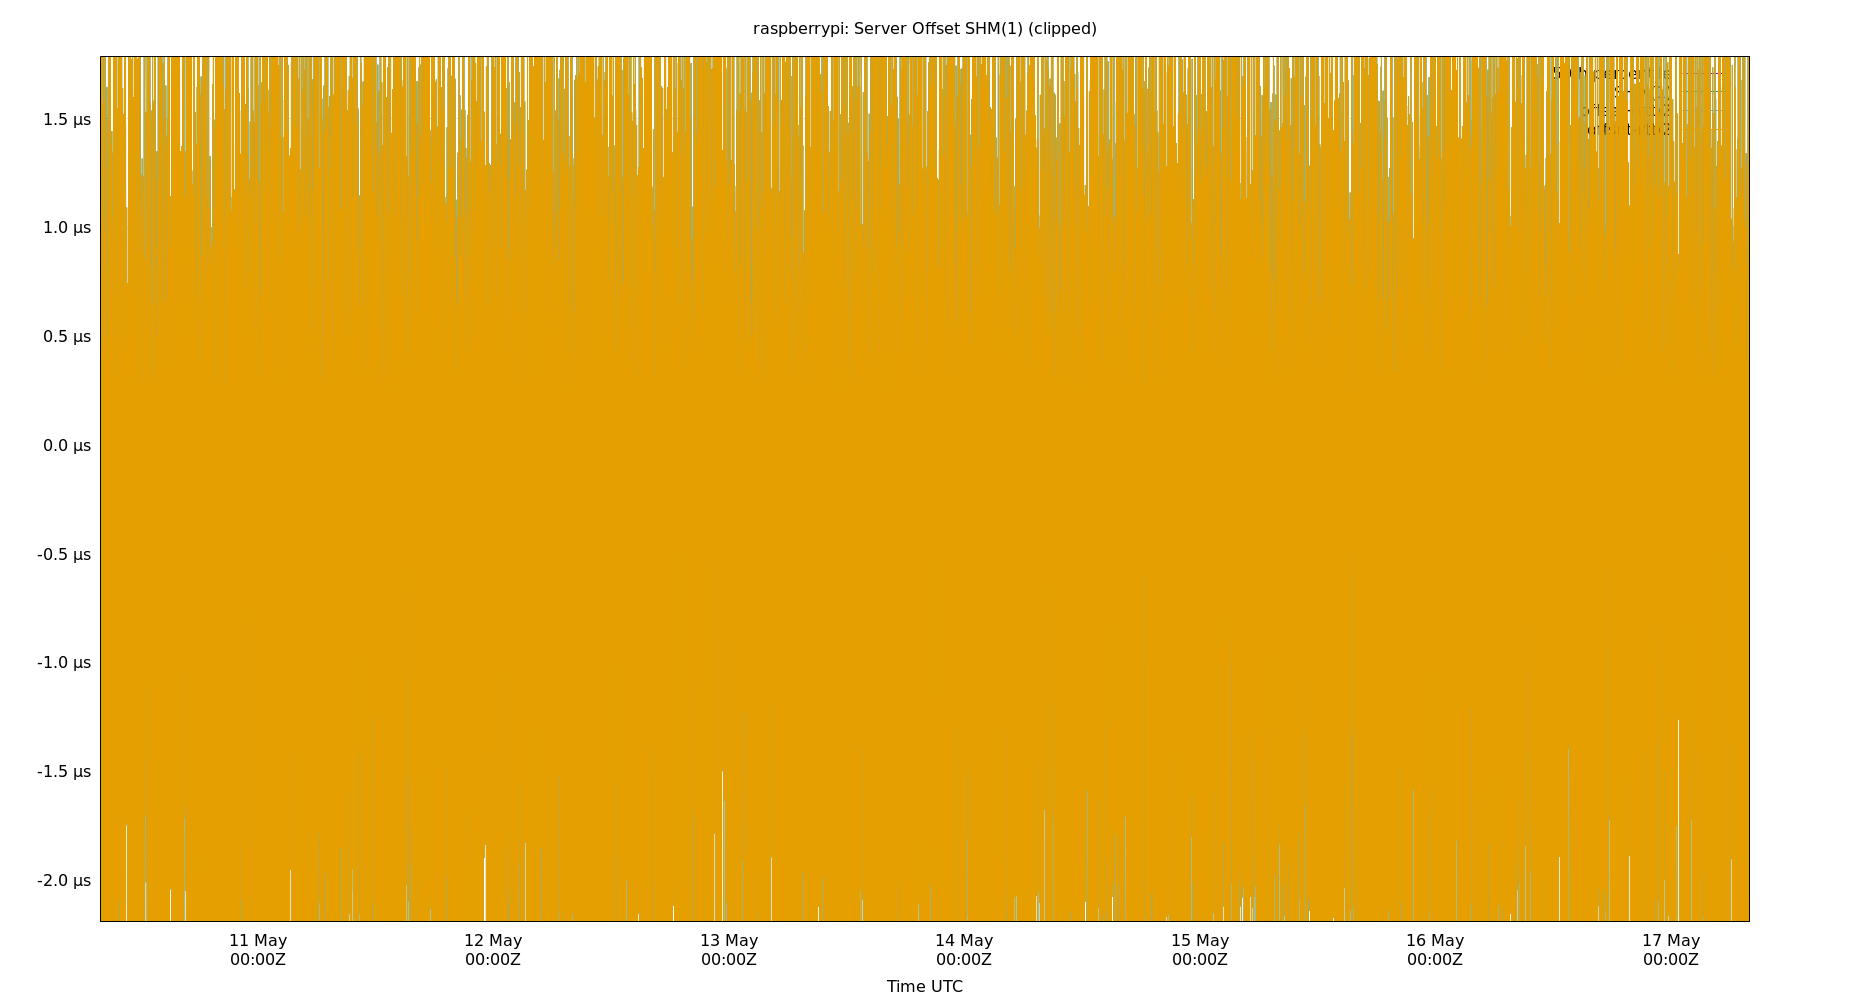 raspberrypi: Server Offset SHM(1) (clipped)
1.5 µs
1.0 µs
0.5 µs
0.0 µs
-0.5 µs
-1.0 µs
-1.5 µs
-2.0 µs
11 May 12 May 13 May 14 May 15 May 16 May 17 May
00:00Z 00:00Z 00:00Z 00:00Z 00:00Z 00:00Z 00:00Z
Time UTC